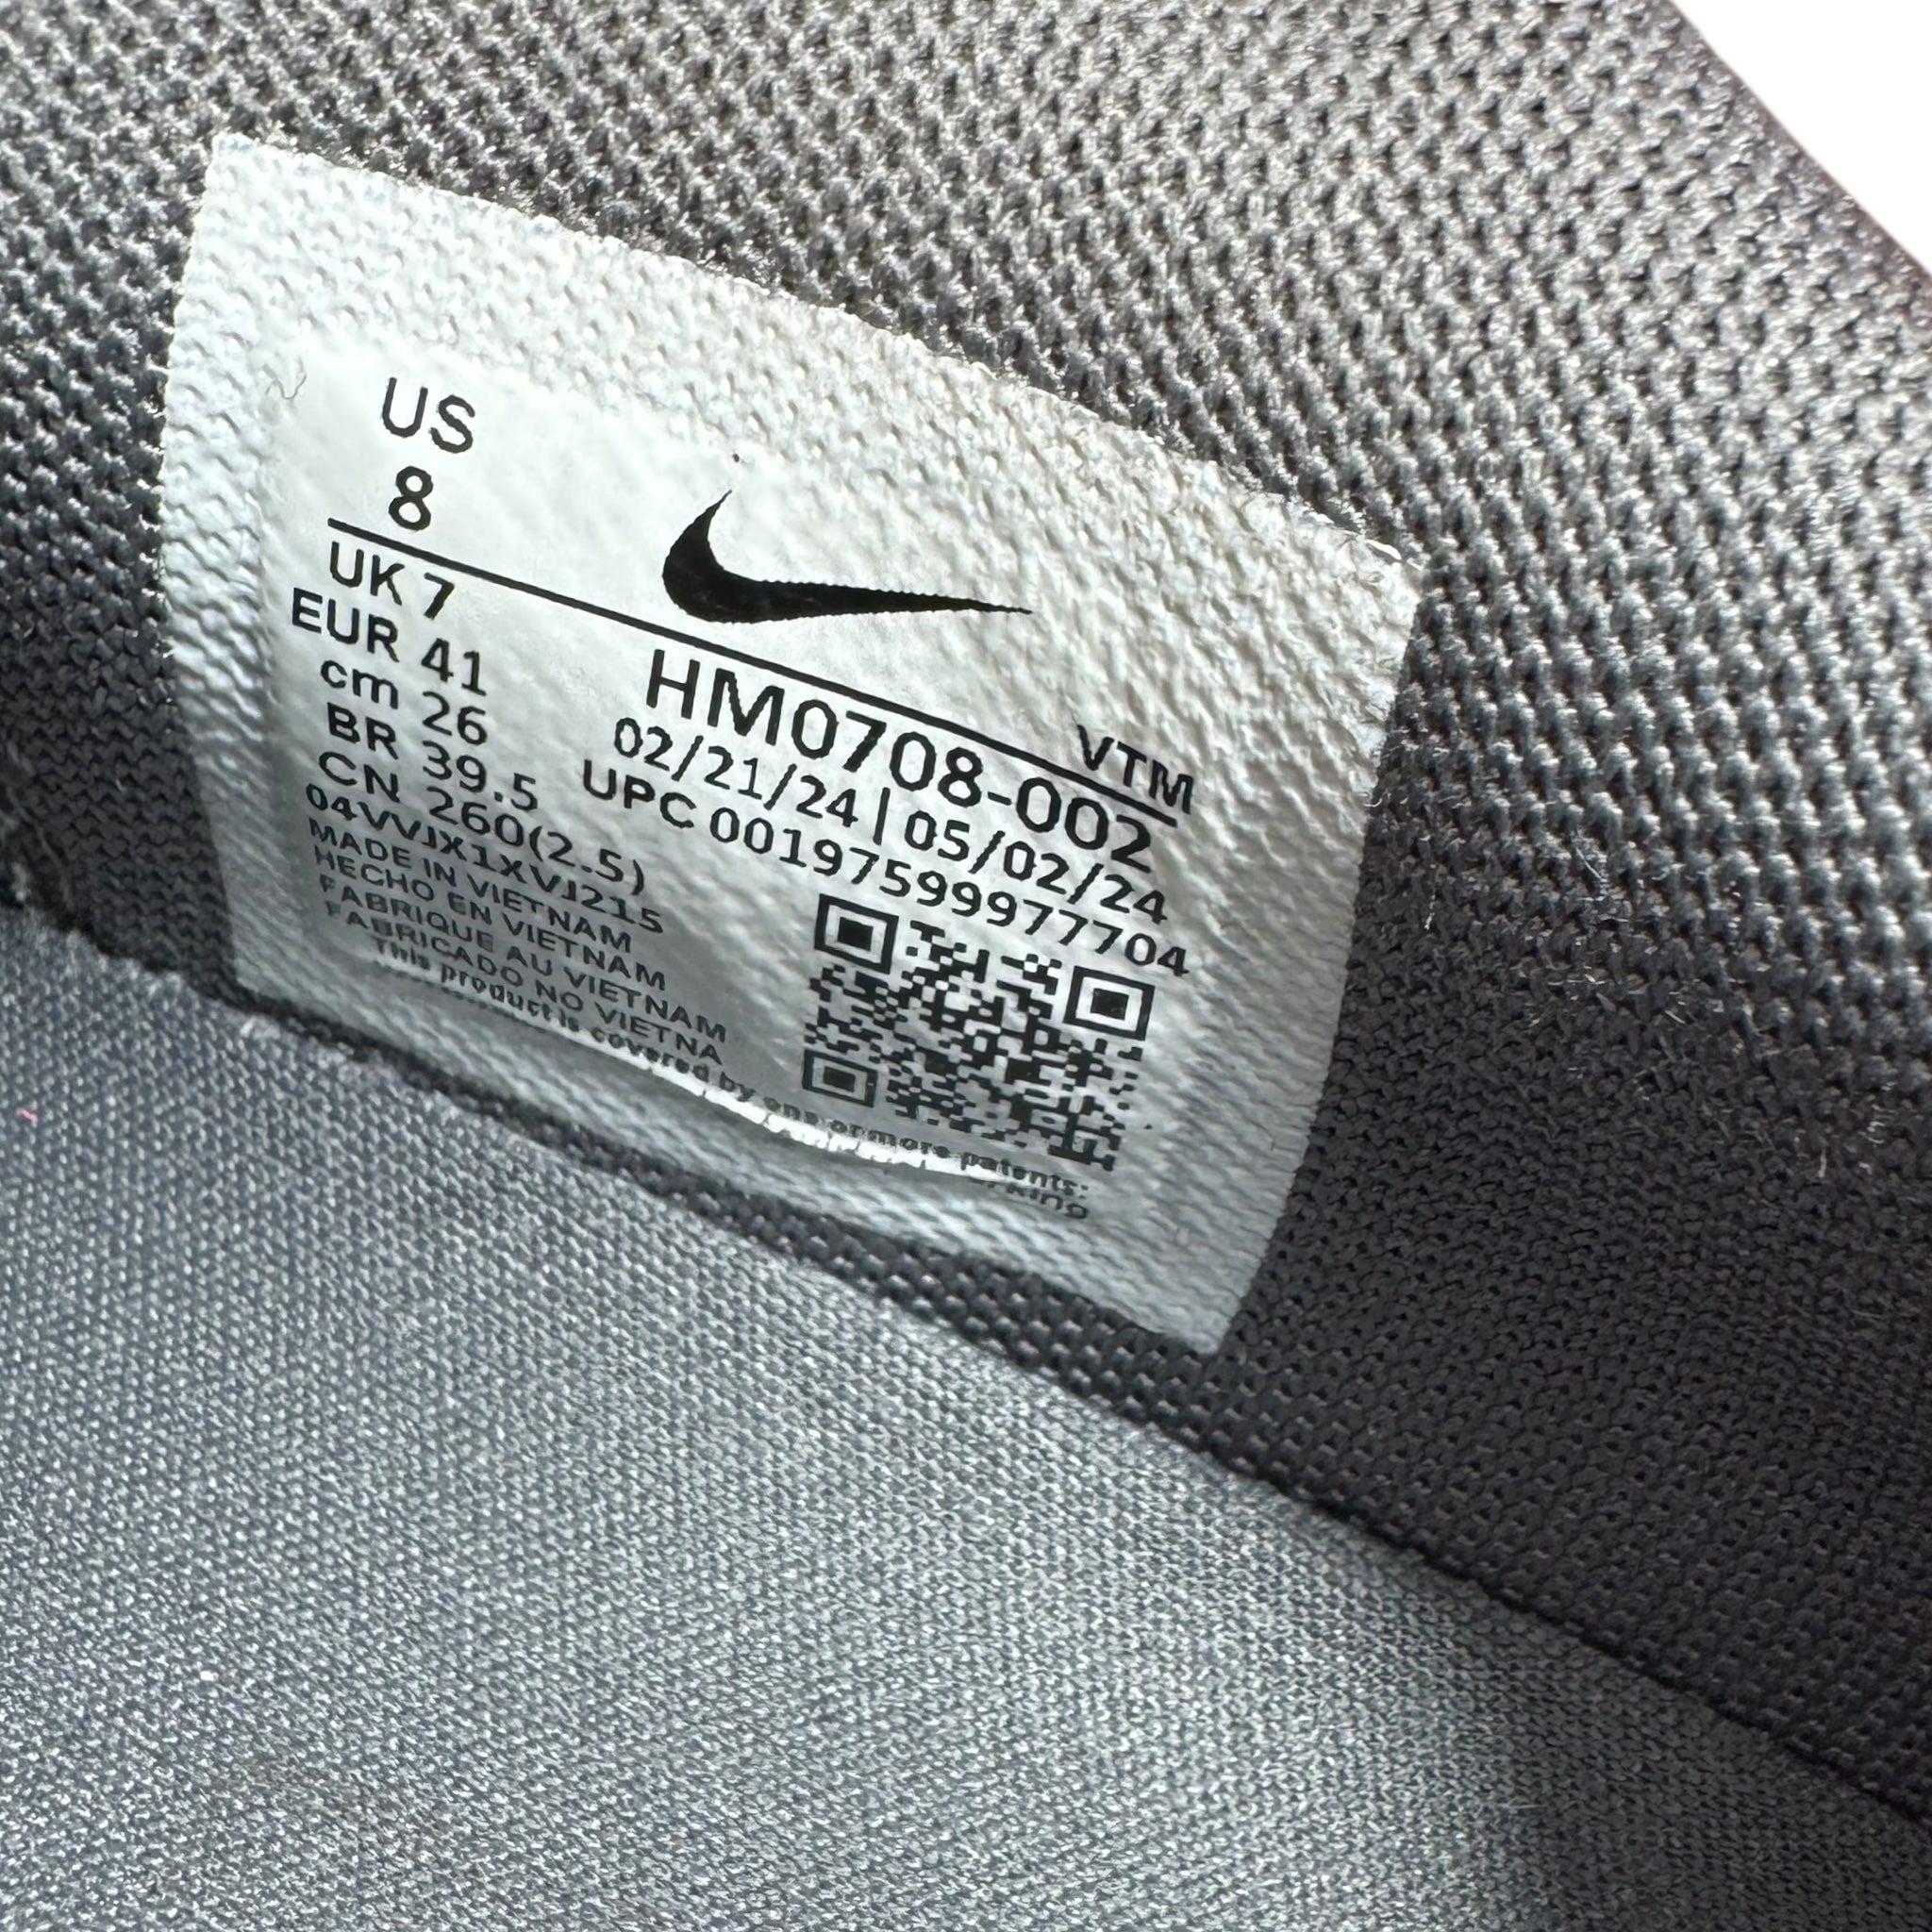 US
8
VTM
UK 7
EUR 41
cm 26
BR 39.5
CN 260(2.5)
04VVJX1XVJ215
MADE IN VIETNAM
HECHO EN VIETNAM
FABRIQUE AU VIETNAM
FABRICADO NO VIETNA
This product is covered by one or more patents:
HM0708-002
02/21/24 | 05/02/24
UPC 00197599977704